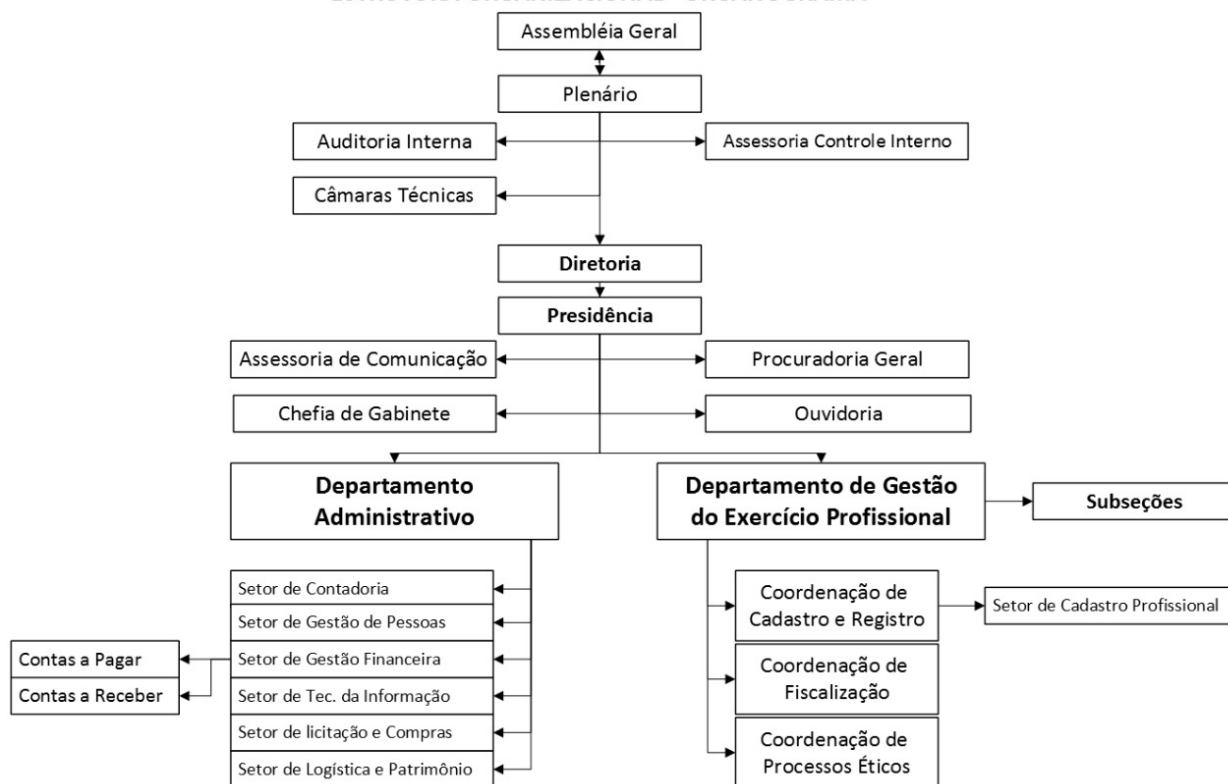 Assembléia Geral
Plenário
Auditoria Interna
Assessoria Controle Interno
Câmaras Técnicas
Diretoria
Presidência
Assessoria de Comunicação
Procuradoria Geral
Chefia de Gabinete
Ouvidoria
Departamento
Administrativo
Departamento de Gestão
do Exercício Profissional
Subseções
Setor de Contadoria
Setor de Gestão de Pessoas
Setor de Gestão Financeira
Setor de Tec. da Informação
Setor de licitação e Compras
Setor de Logística e Patrimônio
Contas a Pagar
Contas a Receber
Coordenação de
Cadastro e Registro
Setor de Cadastro Profissional
Coordenação de
Fiscalização
Coordenação de
Processos Éticos